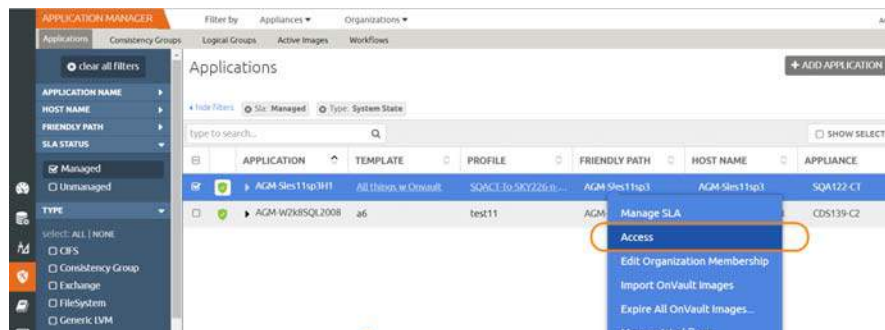 APPLICATION MANAGER Filter by Appliances Organizations
Applications Consistency Groups Logical Groups Active Images Workflows
clear all filters
Applications
+ ADD APPLICATION
APPLICATION NAME
HOST NAME
FRIENDLY PATH
SLA STATUS
Managed
Unmanaged
TYPE
select: ALL | NONE
CIFS
Consistency Group
Exchange
FileSystem
Generic LVM
hide filters Sla: Managed Type: System State
type to search...
SHOW SELECT
APPLICATION TEMPLATE PROFILE FRIENDLY PATH HOST NAME APPLIANCE
AGM-Sles11sp3H1 All things w Onvault SQACT-To-SKY226-n-... AGM-Sles11sp3 AGM-Sles11sp3 SQA122-CT
AGM-W2k8SQL2008 a6 test11 AGM- CDS139-C2
Manage SLA
Access
Edit Organization Membership
Import OnVault Images
Expire All OnVault Images...